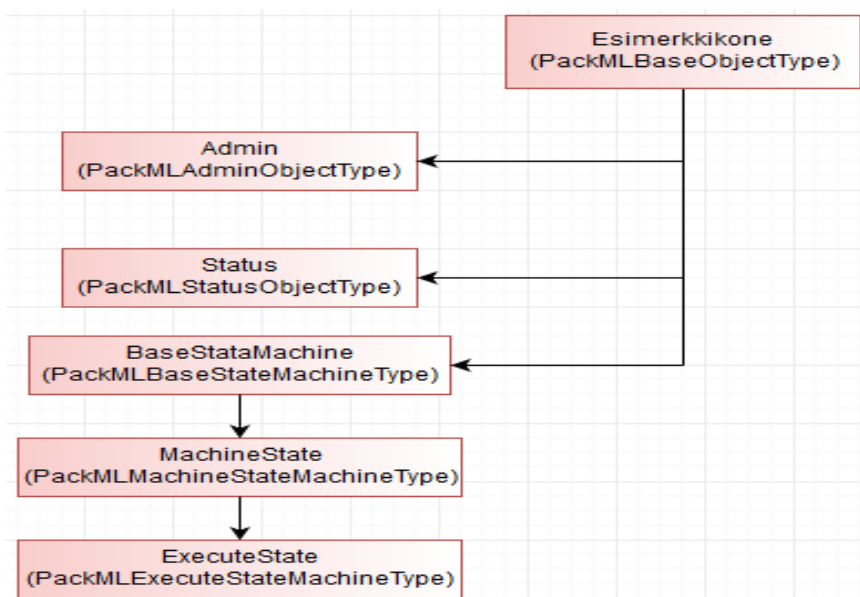 Esimerkkikone
(PackMLBaseObjectType)
Admin
(PackMLAdminObjectType)
Status
(PackMLStatusObjectType)
BaseStataMachine
(PackMLBaseStateMachineType)
MachineState
(PackMLMachineStateMachineType)
ExecuteState
(PackMLExecuteStateMachineType)